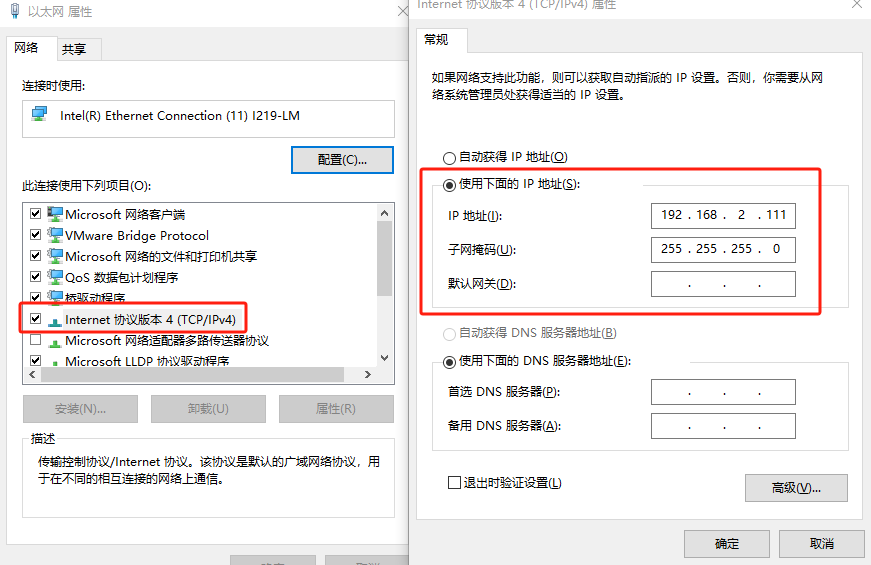 以太网 属性
网络
共享
连接时使用:
Intel(R) Ethernet Connection (11) I219-LM
配置(C)...
此连接使用下列项目(O):
Microsoft 网络客户端
VMware Bridge Protocol
Microsoft 网络的文件和打印机共享
QoS 数据包计划程序
桥驱动程序
Internet 协议版本 4 (TCP/IPv4)
Microsoft 网络适配器多路传送器协议
Microsoft LLDP 协议驱动程序
安装(N)...
卸载(U)
属性(R)
描述
传输控制协议/Internet 协议。该协议是默认的广域网络协议，用
于在不同的相互连接的网络上通信。
Internet 协议版本 4 (TCP/IPv4) 属性
常规
如果网络支持此功能，则可以获取自动指派的 IP 设置。否则，你需要从网
络系统管理员处获得适当的 IP 设置。
自动获得 IP 地址(O)
使用下面的 IP 地址(S):
IP 地址(I):
192 . 168 . 2 . 111
子网掩码(U):
255 . 255 . 255 . 0
默认网关(D):
. . .
自动获得 DNS 服务器地址(B)
使用下面的 DNS 服务器地址(E):
首选 DNS 服务器(P):
. . .
备用 DNS 服务器(A):
. . .
退出时验证设置(L)
高级(V)...
确定
取消